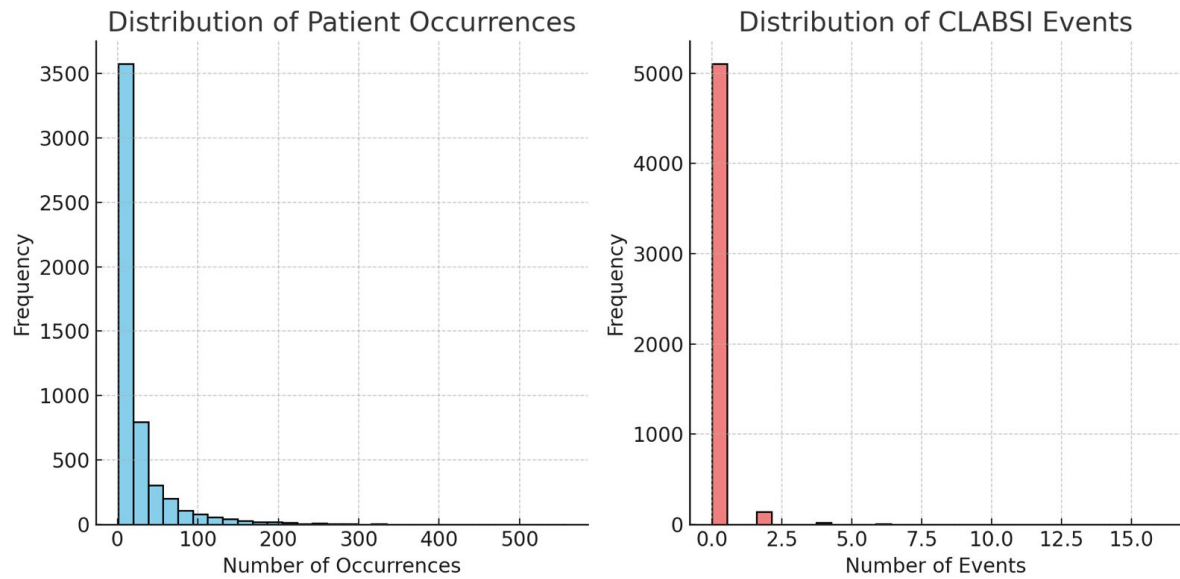 Distribution of Patient Occurrences
Frequency
3500
3000
2500
2000
1500
1000
500
0
0 100 200 300 400 500
Number of Occurrences
Distribution of CLABSI Events
Frequency
5000
4000
3000
2000
1000
0
0.0 2.5 5.0 7.5 10.0 12.5 15.0
Number of Events